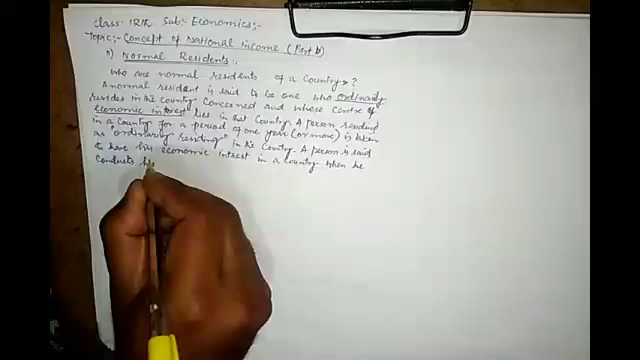 Class: 12th Sub:- Economics;-
Topic;- Concept of National income (Part b)
Normal Residents:-
Who are normal residents of a Country?
A normal resident is said to be one who ordinarily
resides in the Country Concerned and whose Centre of
economic interest lies in that Country. A person residing
in a Country for a period of one year (or more) is taken
as "ordinarily residing" in the Country. A person is said
to have his economic interest in a Country when he
Conducts his